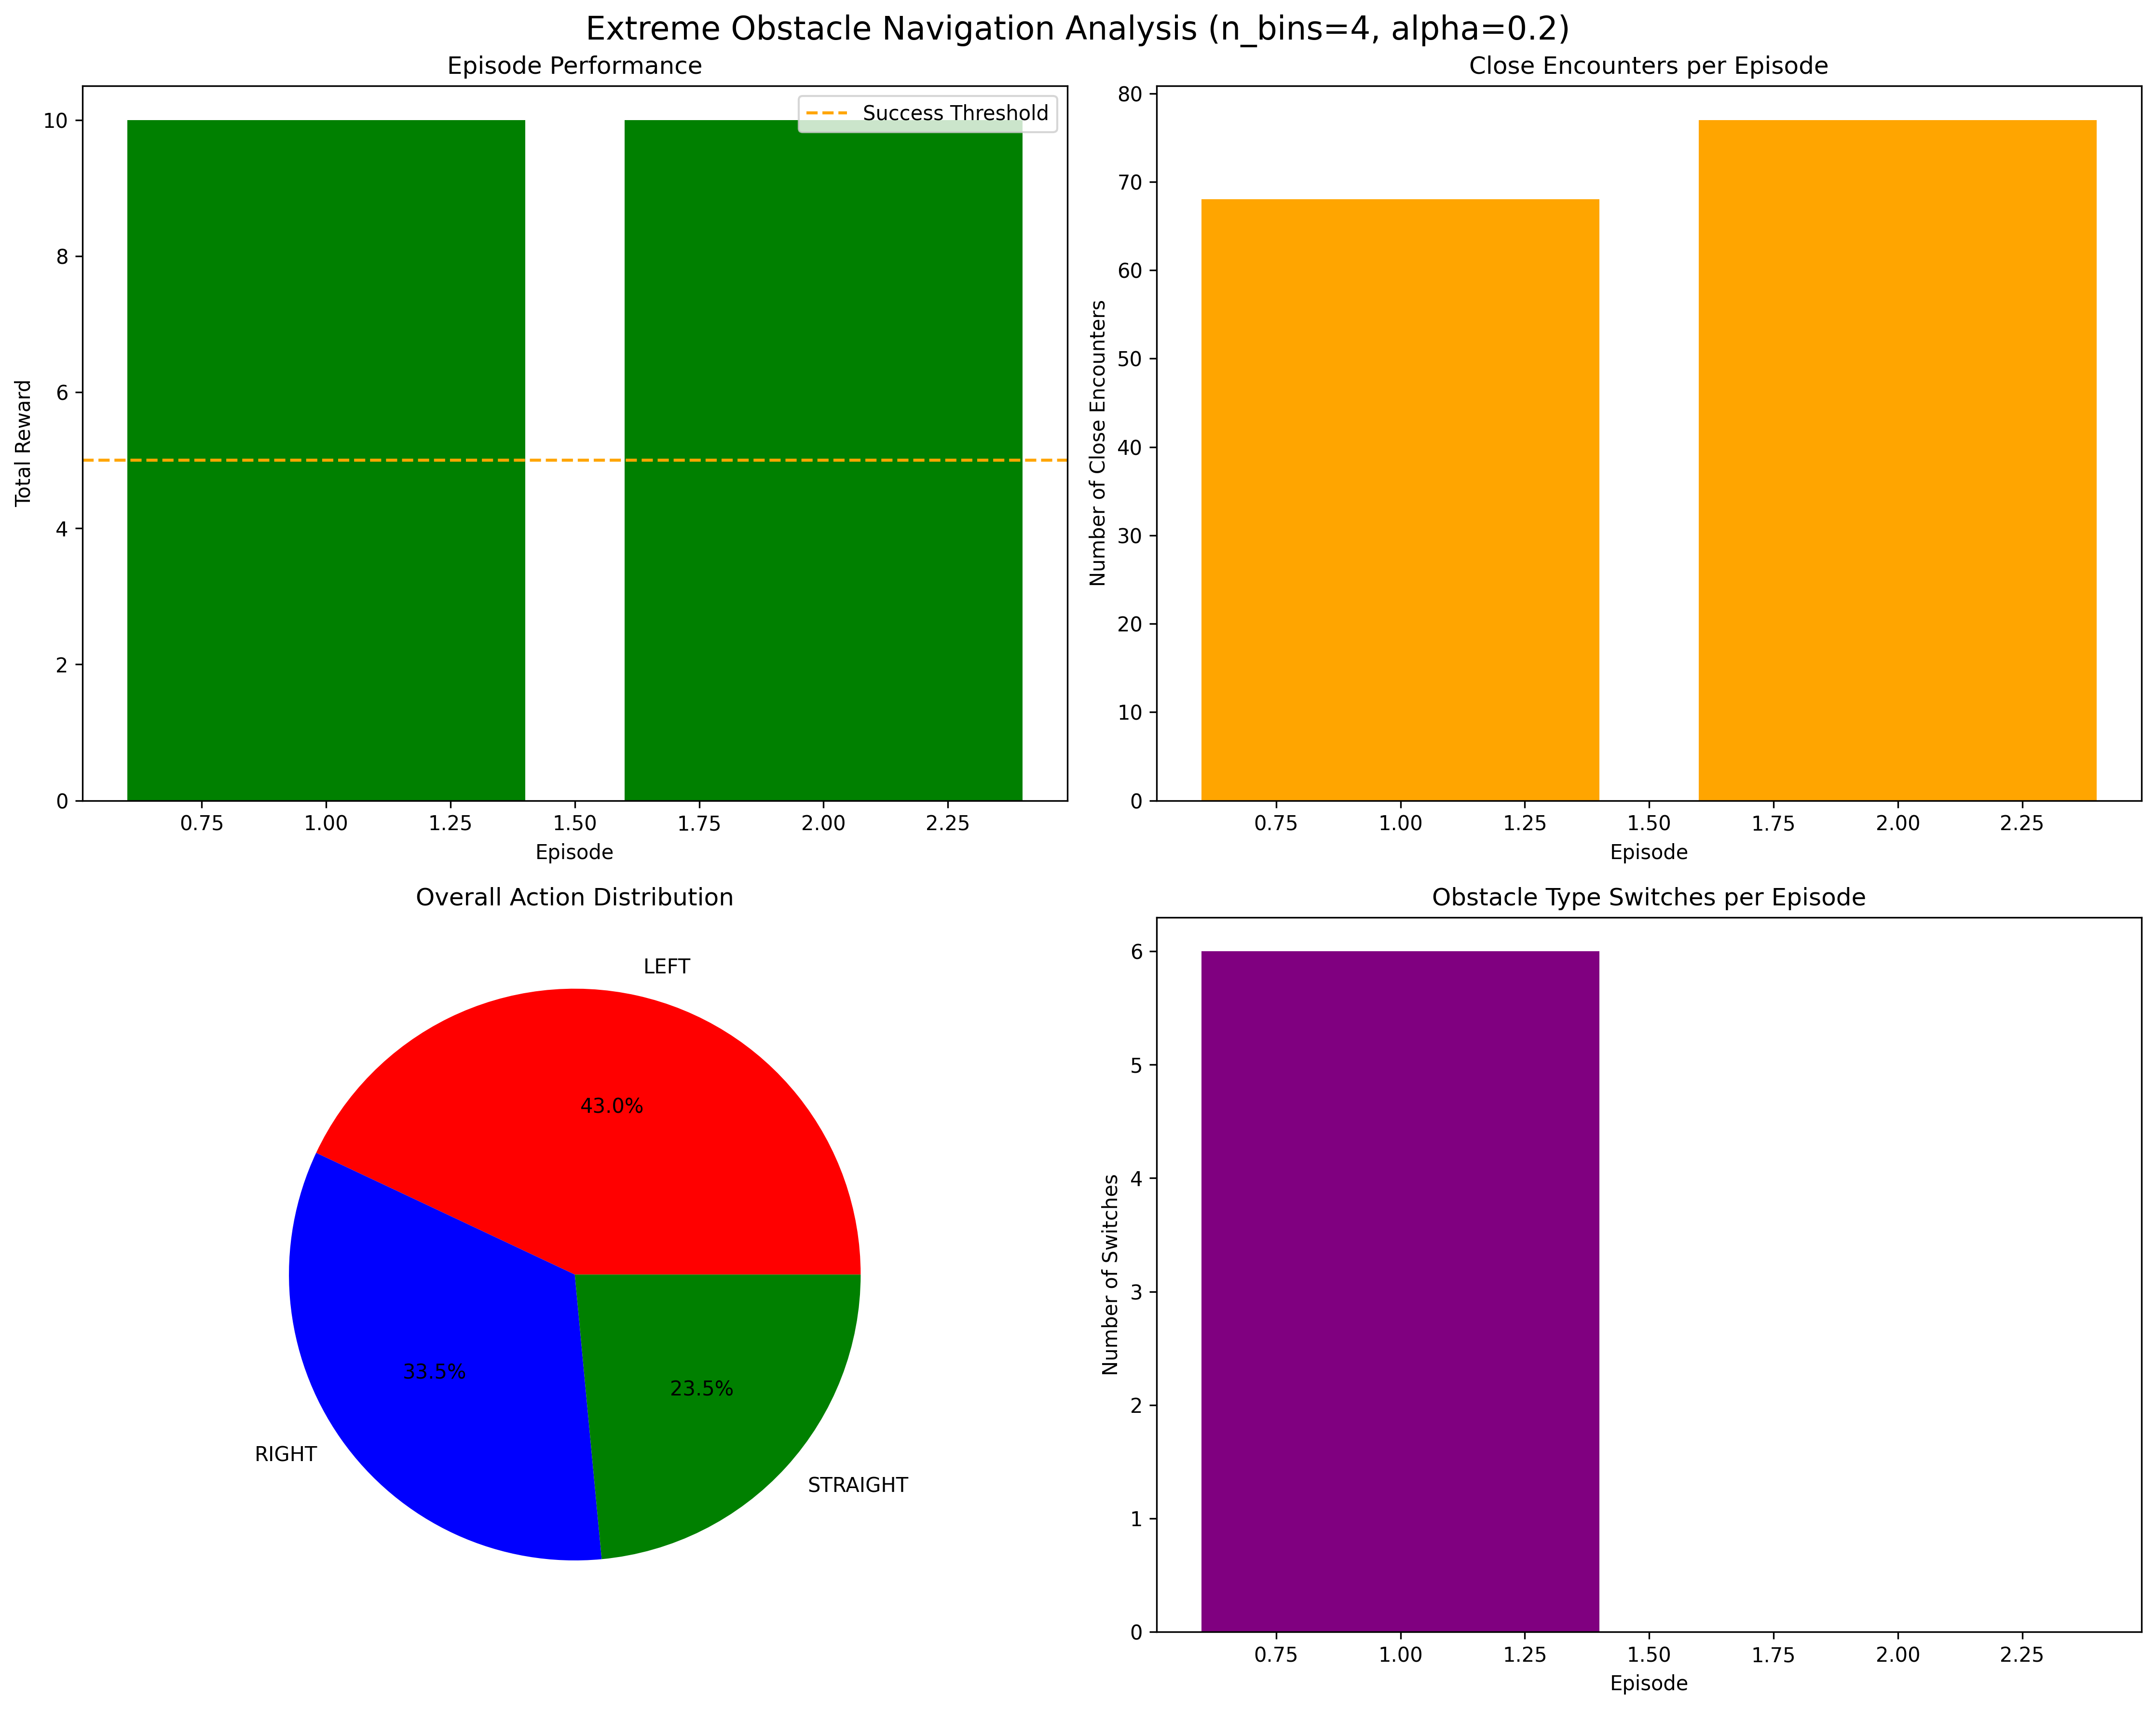 Extreme Obstacle Navigation Analysis (n_bins=4, alpha=0.2)
Episode Performance
Success Threshold
Total Reward
10
8
6
4
2
0
0.75 1.00 1.25 1.50 1.75 2.00 2.25
Episode
Close Encounters per Episode
Number of Close Encounters
80
70
60
50
40
30
20
10
0
0.75 1.00 1.25 1.50 1.75 2.00 2.25
Episode
Overall Action Distribution
LEFT
43.0%
33.5%
23.5%
RIGHT
STRAIGHT
Obstacle Type Switches per Episode
Number of Switches
6
5
4
3
2
1
0
0.75 1.00 1.25 1.50 1.75 2.00 2.25
Episode